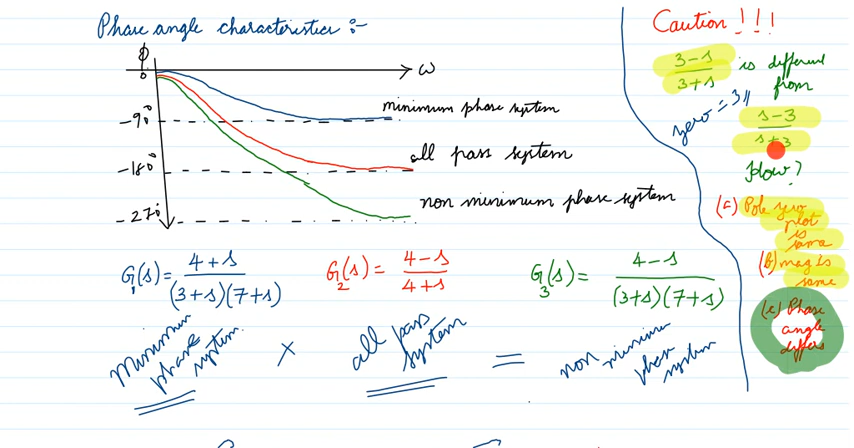 Phase angle characteristics :-
ϕ
0
ω
-90°
minimum phase system
-180°
all pass system
-270°
non minimum phase system
G₁(s) = (4+s)/((3+s)(7+s))
G₂(s) = (4-s)/(4+s)
G₃(s) = (4-s)/((3+s)(7+s))
minimum phase system × all pass system = non minimum phase system
Caution !!!
(3-s)/(3+s) is different
from
zero = 3
(s-3)/(s+3)
How?
(a) Pole zero
plot
is
same
(b) mag is
same
(c) Phase
angle
differs